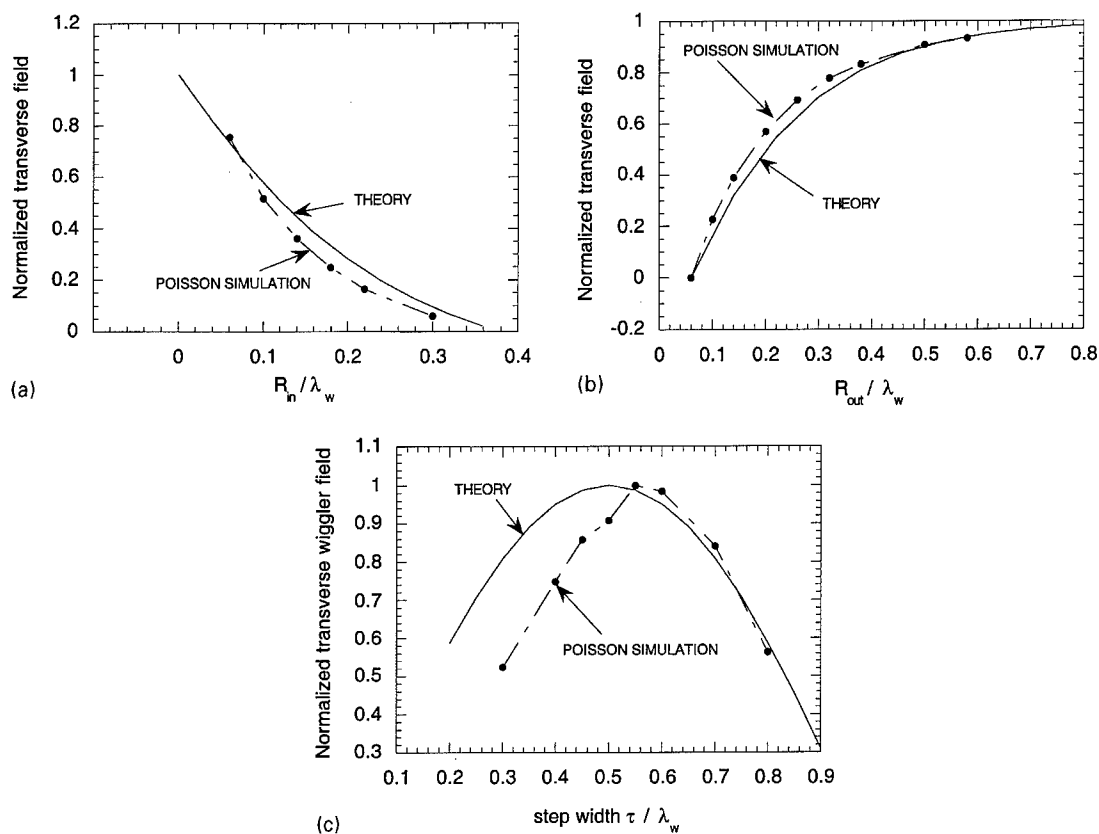 1.2
1
0.8
0.6
0.4
0.2
0
Normalized transverse field
THEORY
POISSON SIMULATION
0 0.1 0.2 0.3 0.4
R_in / λ_w
(a)
1
0.8
0.6
0.4
0.2
0
-0.2
Normalized transverse field
POISSON SIMULATION
THEORY
0 0.1 0.2 0.3 0.4 0.5 0.6 0.7 0.8
R_out / λ_w
(b)
1.1
1
0.9
0.8
0.7
0.6
0.5
0.4
0.3
Normalized transverse wiggler field
THEORY
POISSON SIMULATION
0.1 0.2 0.3 0.4 0.5 0.6 0.7 0.8 0.9
step width τ / λ_w
(c)